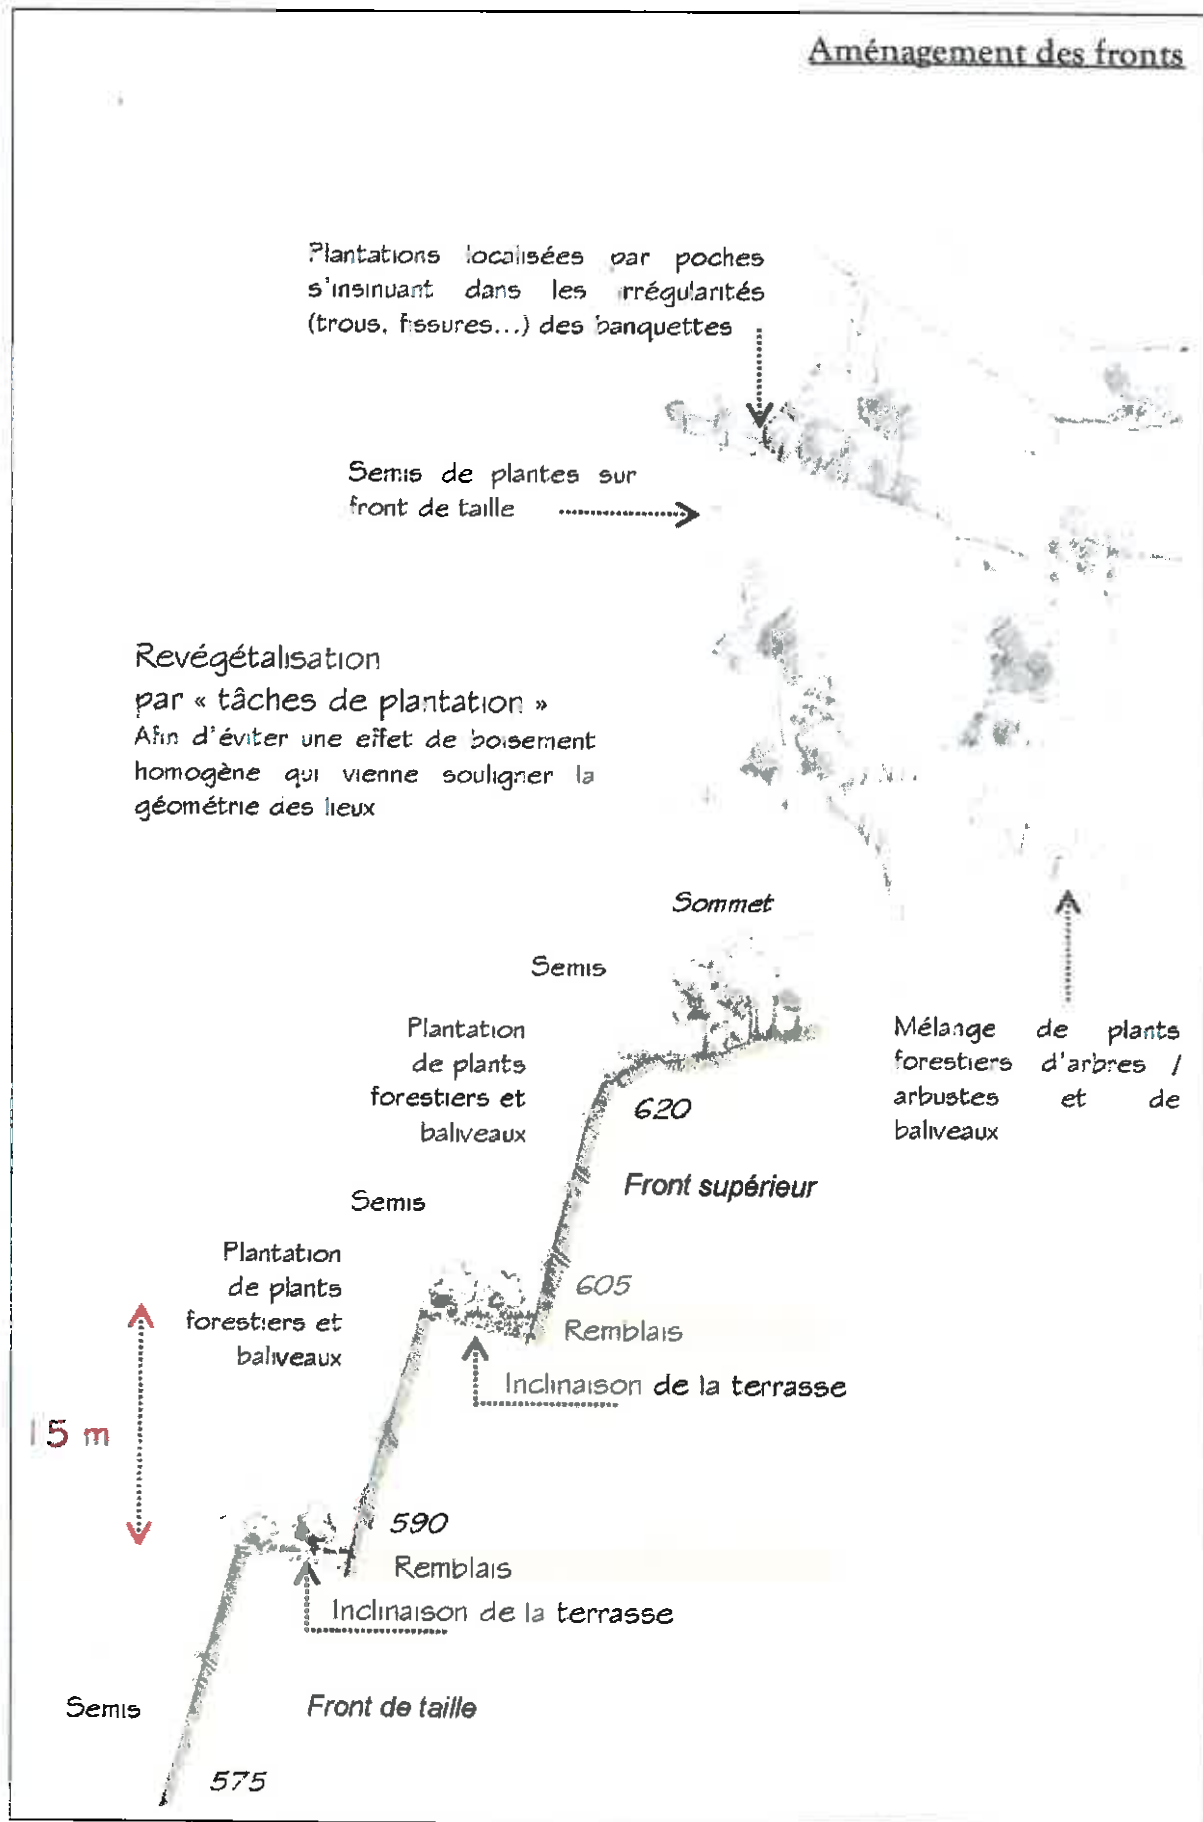 Aménagement des fronts
Plantations localisées par poches
s'insinuant dans les irrégularités
(trous, fissures...) des banquettes
Semis de plantes sur
front de taille
Revégétalisation
par « tâches de plantation »
Afin d'éviter une effet de boisement
homogène qui vienne souligner la
géométrie des lieux
Sommet
Semis
Plantation
de plants
forestiers et
baliveaux
620
Mélange de plants
forestiers d'arbres /
arbustes et de
baliveaux
Front supérieur
Semis
Plantation
de plants
forestiers et
baliveaux
605
Remblais
Inclinaison de la terrasse
15 m
590
Remblais
Inclinaison de la terrasse
Semis
Front de taille
575